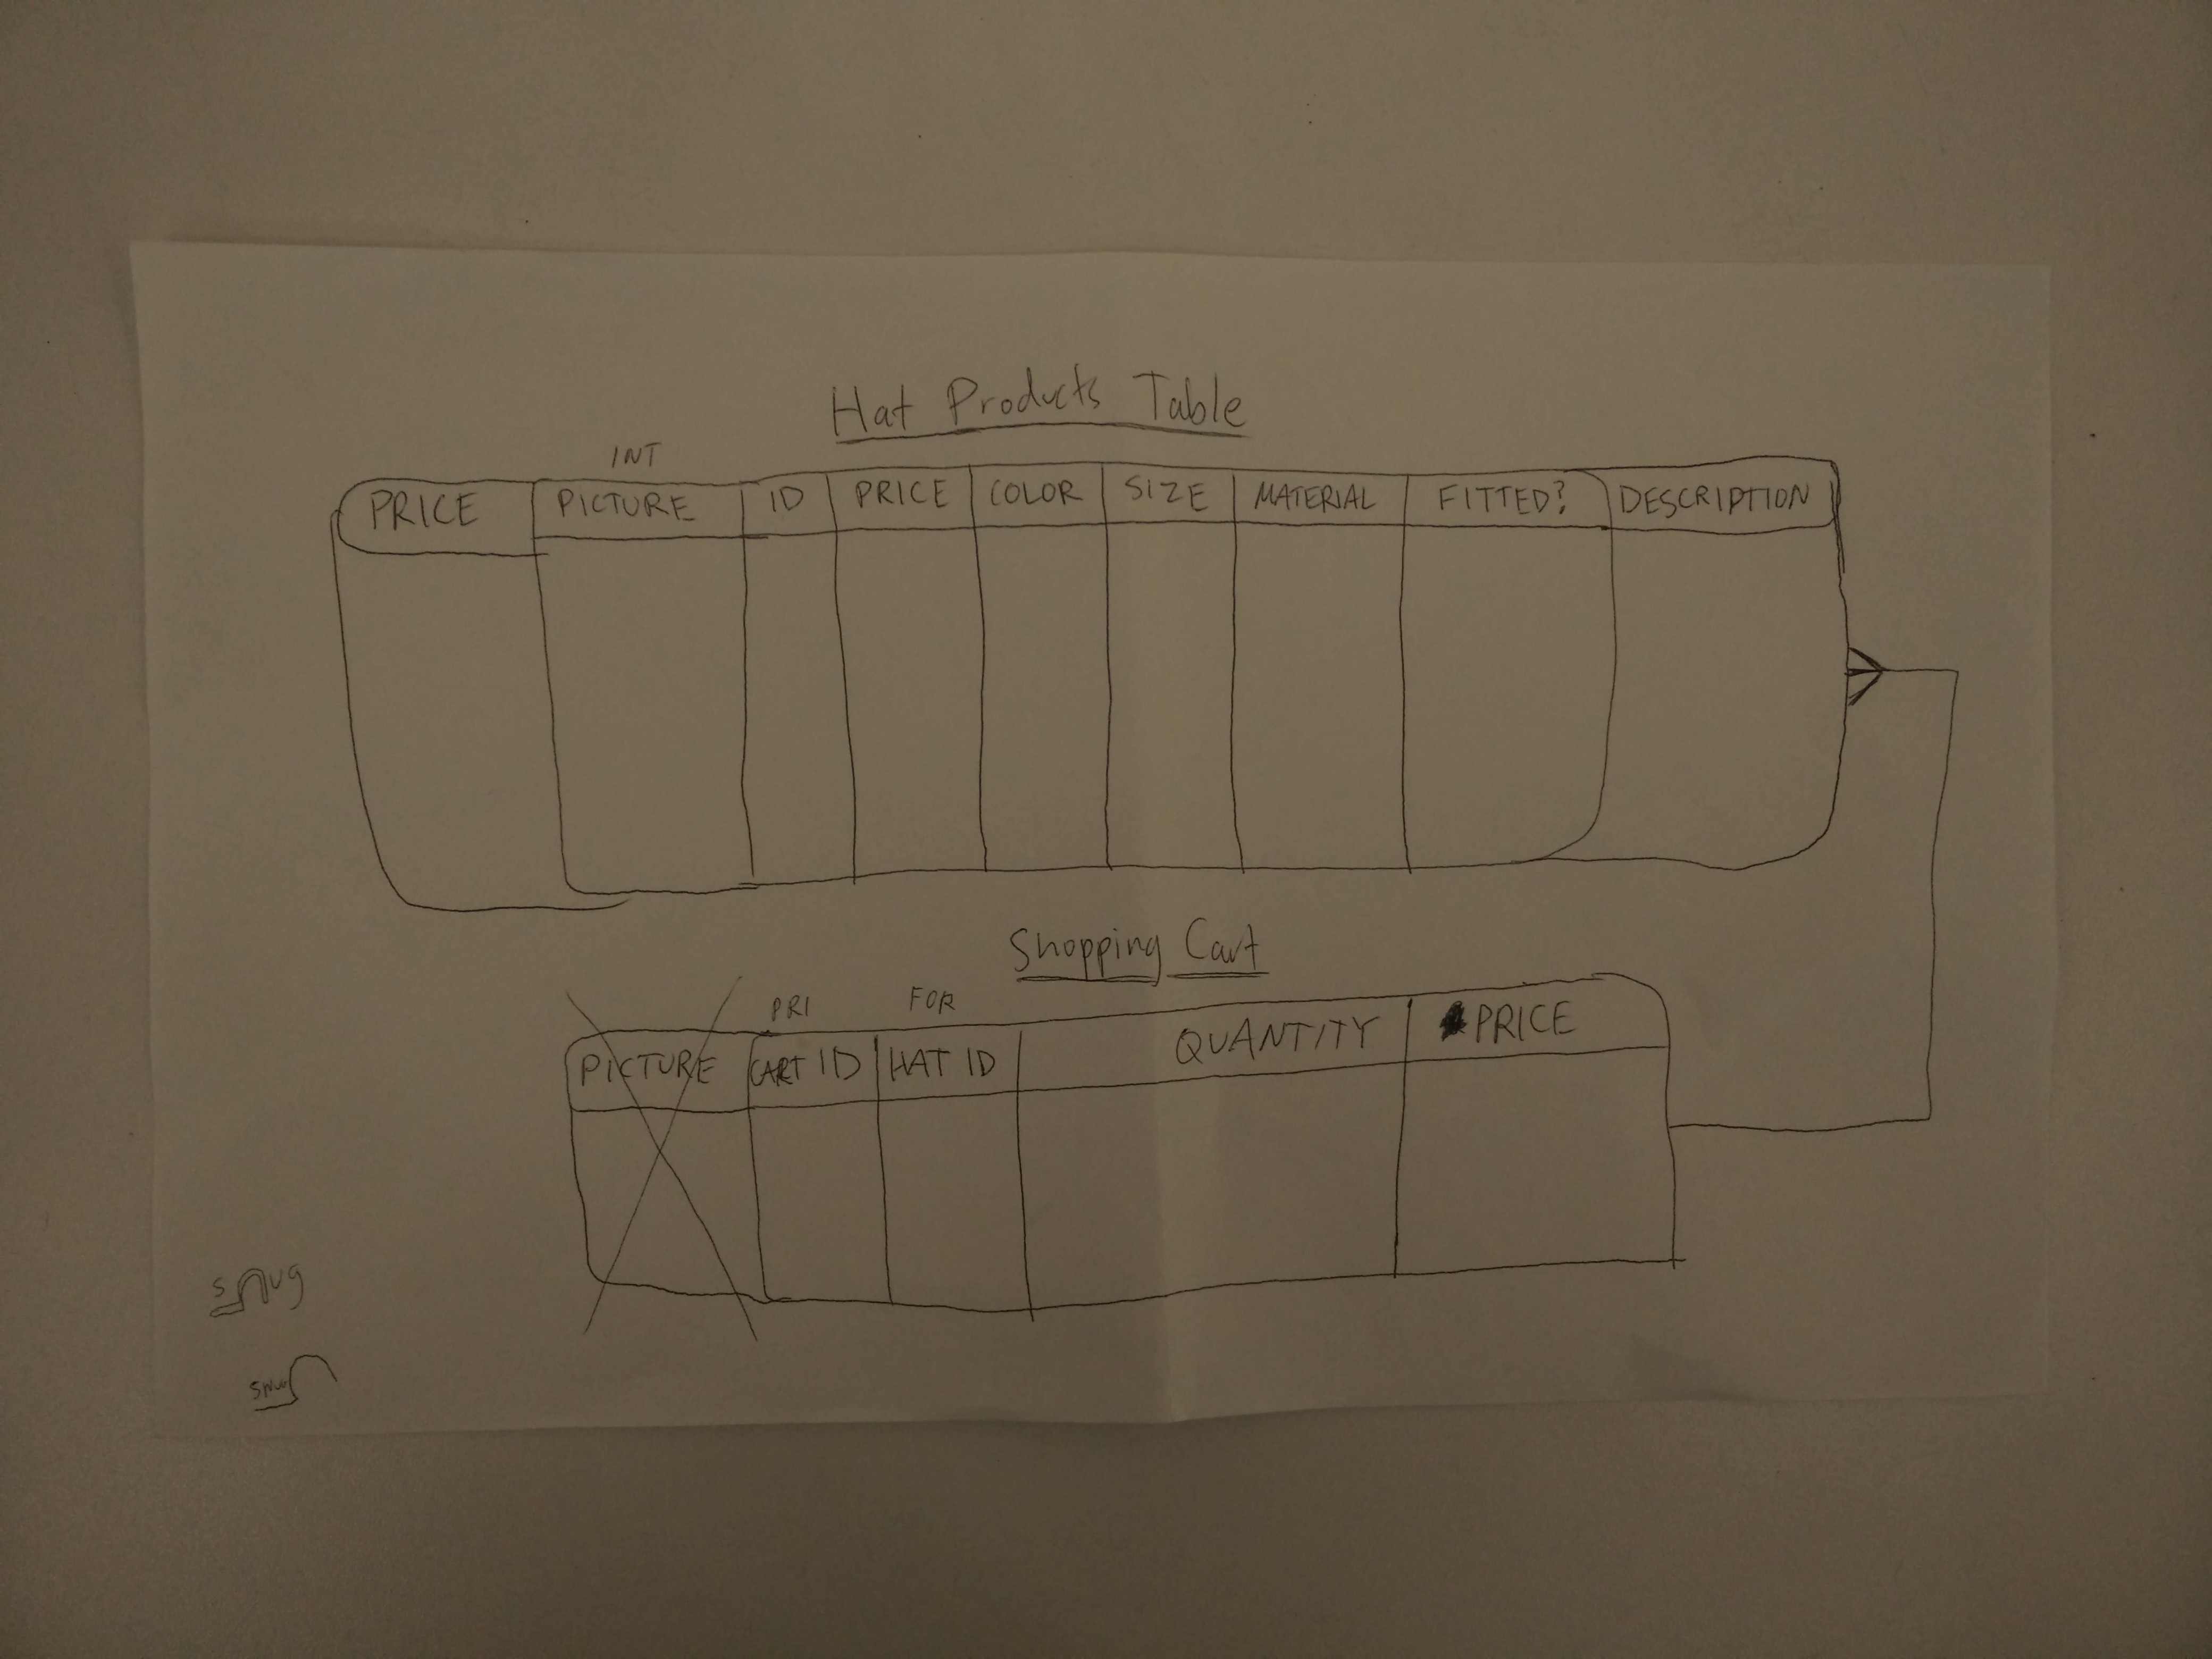 Hat Products Table
INT
PRICE PICTURE ID PRICE COLOR SIZE MATERIAL FITTED? DESCRIPTION
Shopping Cart
PRI FOR
PICTURE CART ID HAT ID QUANTITY PRICE
snug
snug